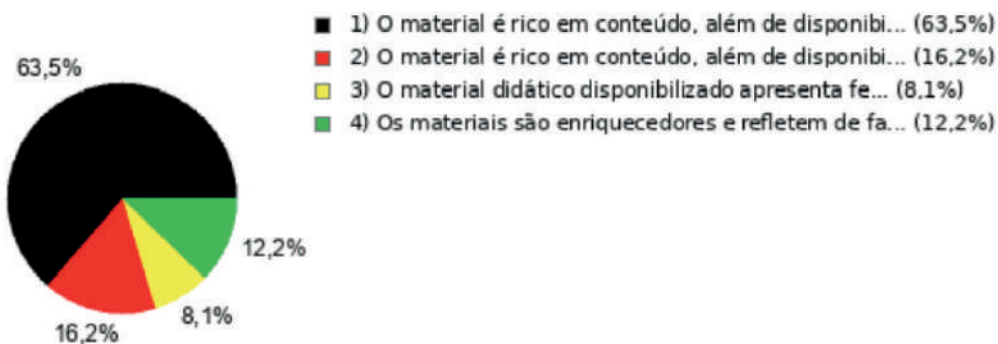 1) O material é rico em conteúdo, além de disponibi... (63,5%)
2) O material é rico em conteúdo, além de disponibi... (16,2%)
3) O material didático disponibilizado apresenta fe... (8,1%)
4) Os materiais são enriquecedores e refletem de fa... (12,2%)
63,5%
12,2%
8,1%
16,2%